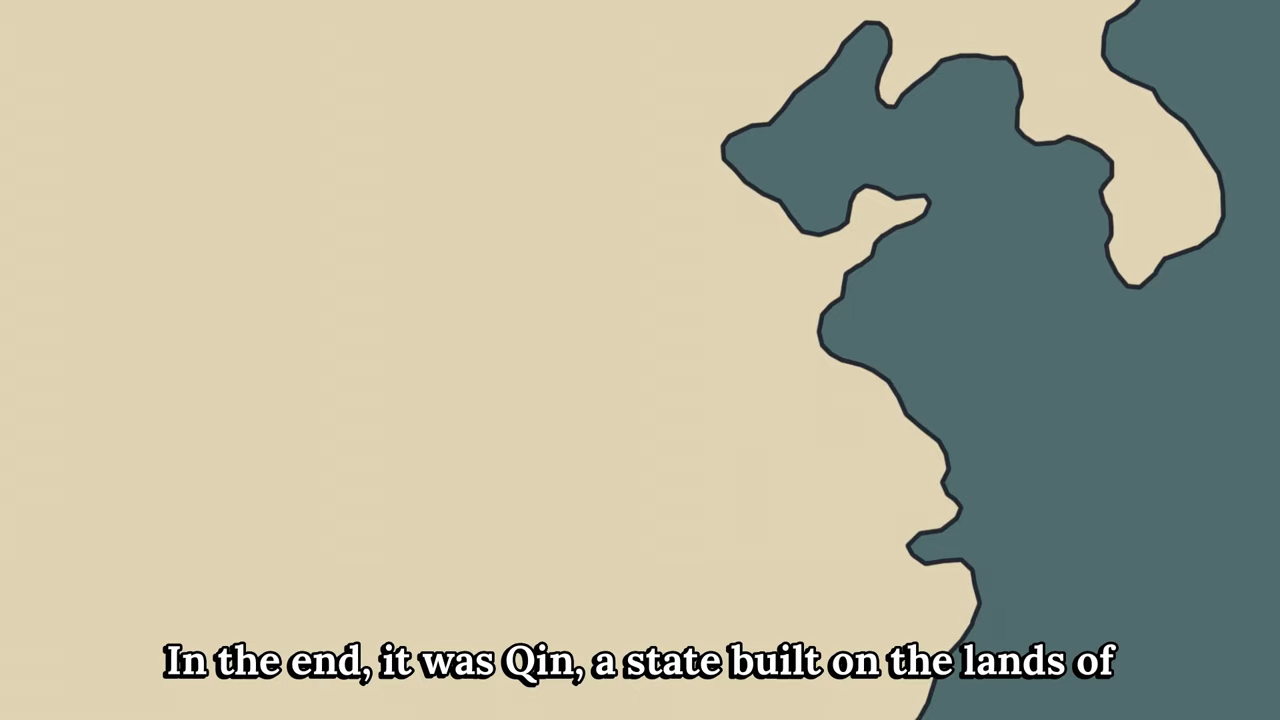 In the end, it was Qin, a state built on the lands of